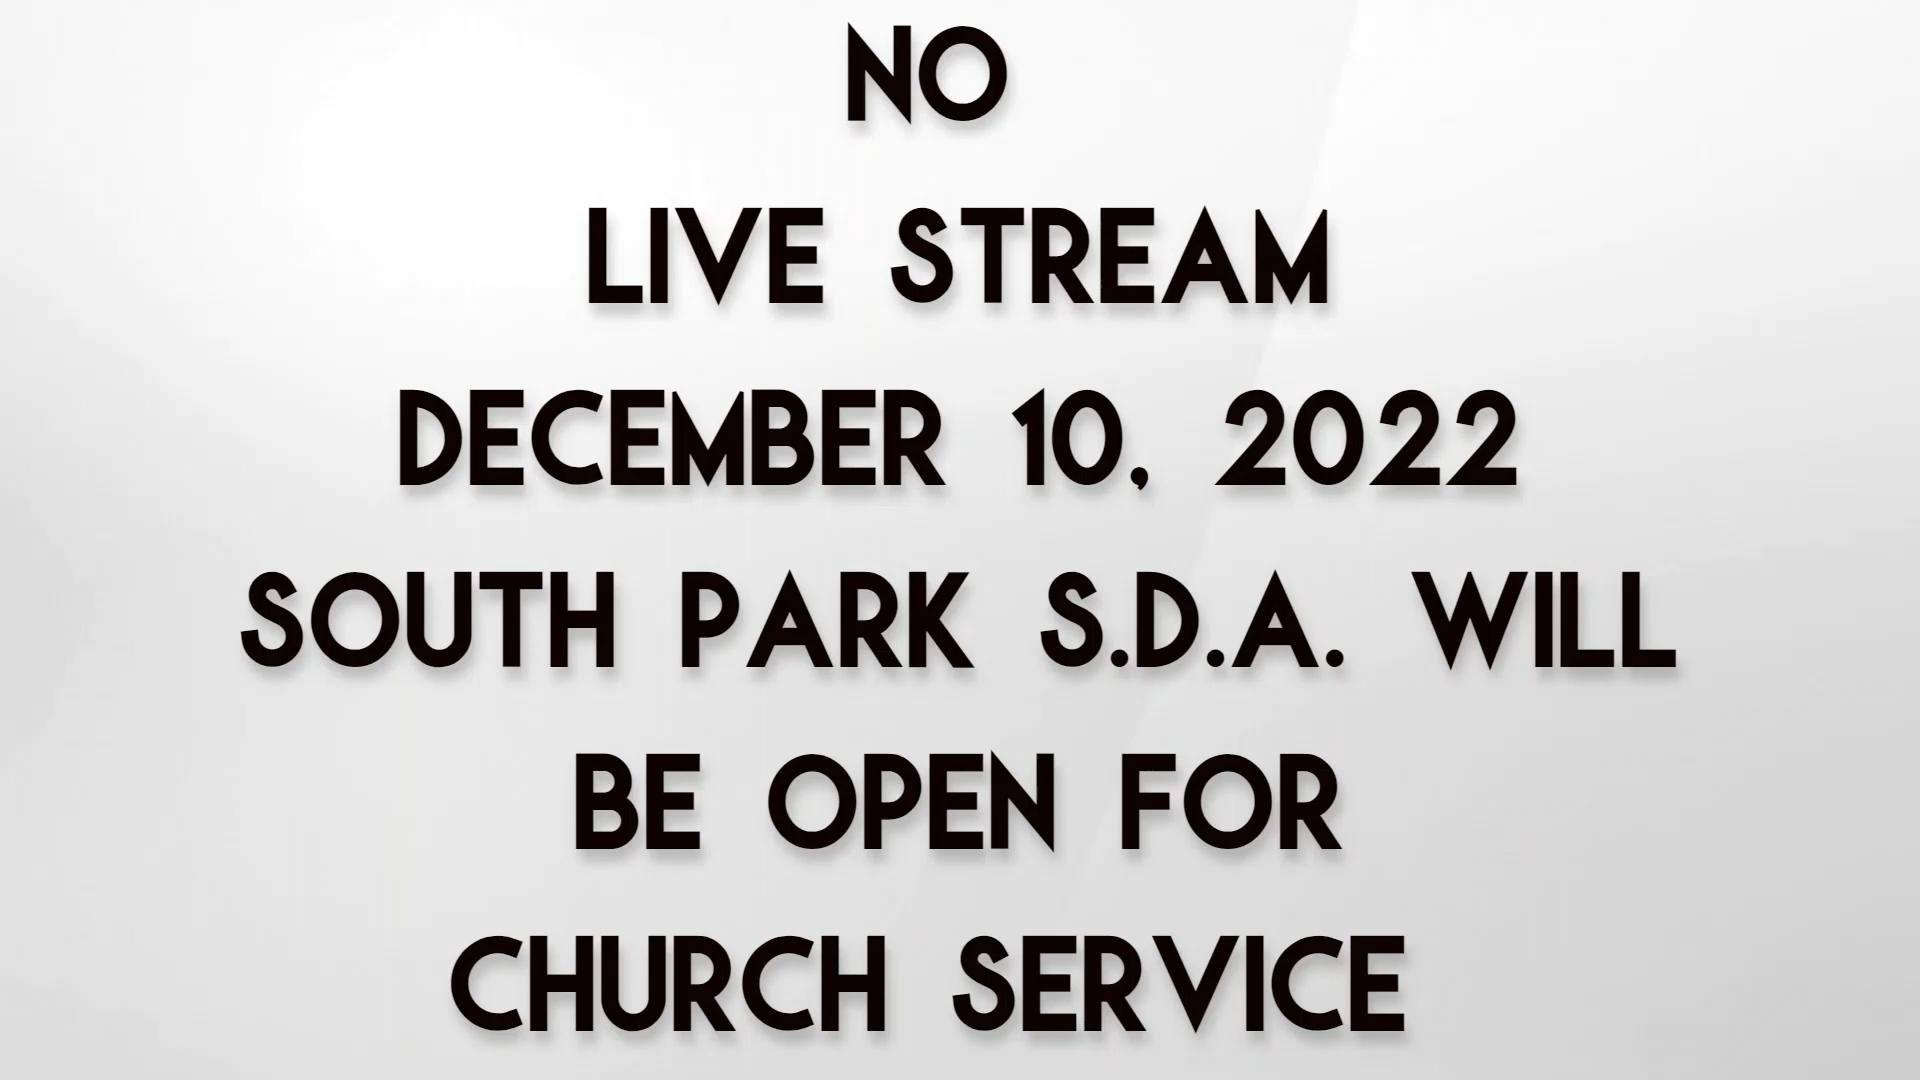 NO
LIVE STREAM
DECEMBER 10, 2022
SOUTH PARK S.D.A. WILL
BE OPEN FOR
CHURCH SERVICE